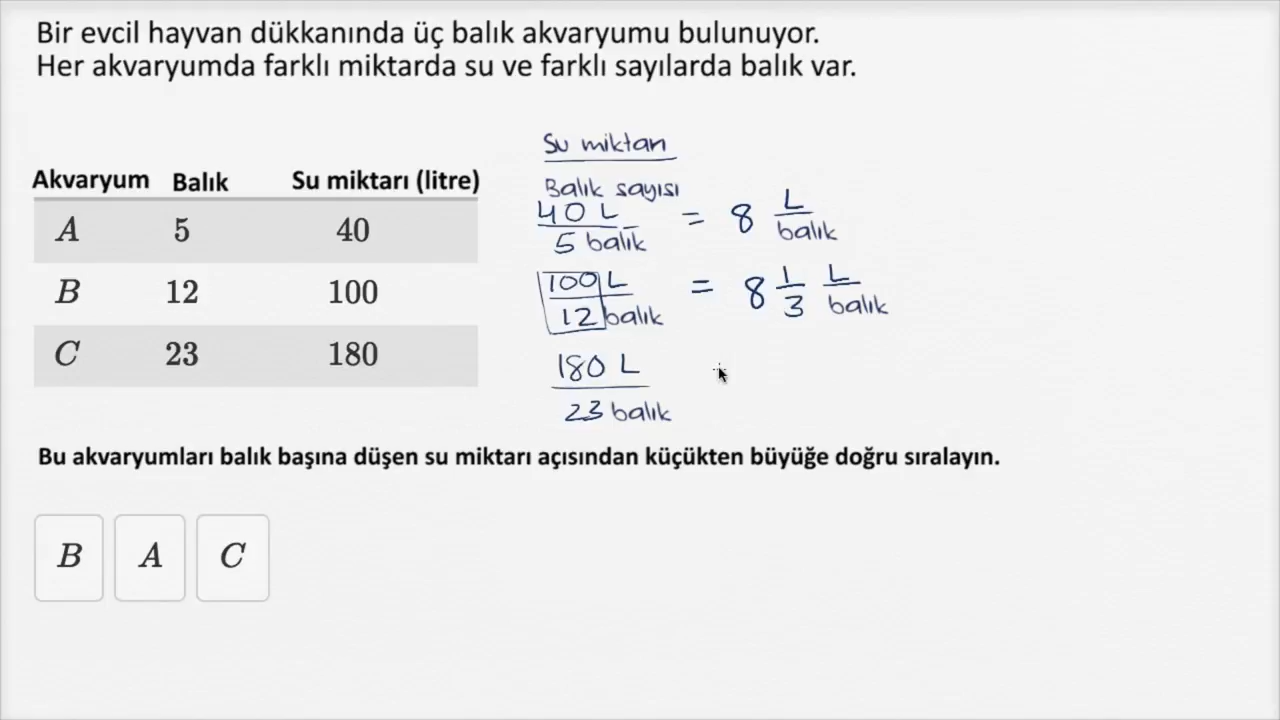 Bir evcil hayvan dükkanında üç balık akvaryumu bulunuyor.
Her akvaryumda farklı miktarda su ve farklı sayılarda balık var.
Akvaryum Balık Su miktarı (litre)
A 5 40
B 12 100
C 23 180
Su miktarı
Balık sayısı
40 L
5 balık
= 8 L
balık
100 L
12 balık
= 8 1/3 L
balık
180 L
23 balık
Bu akvaryumları balık başına düşen su miktarı açısından küçükten büyüğe doğru sıralayın.
B A C